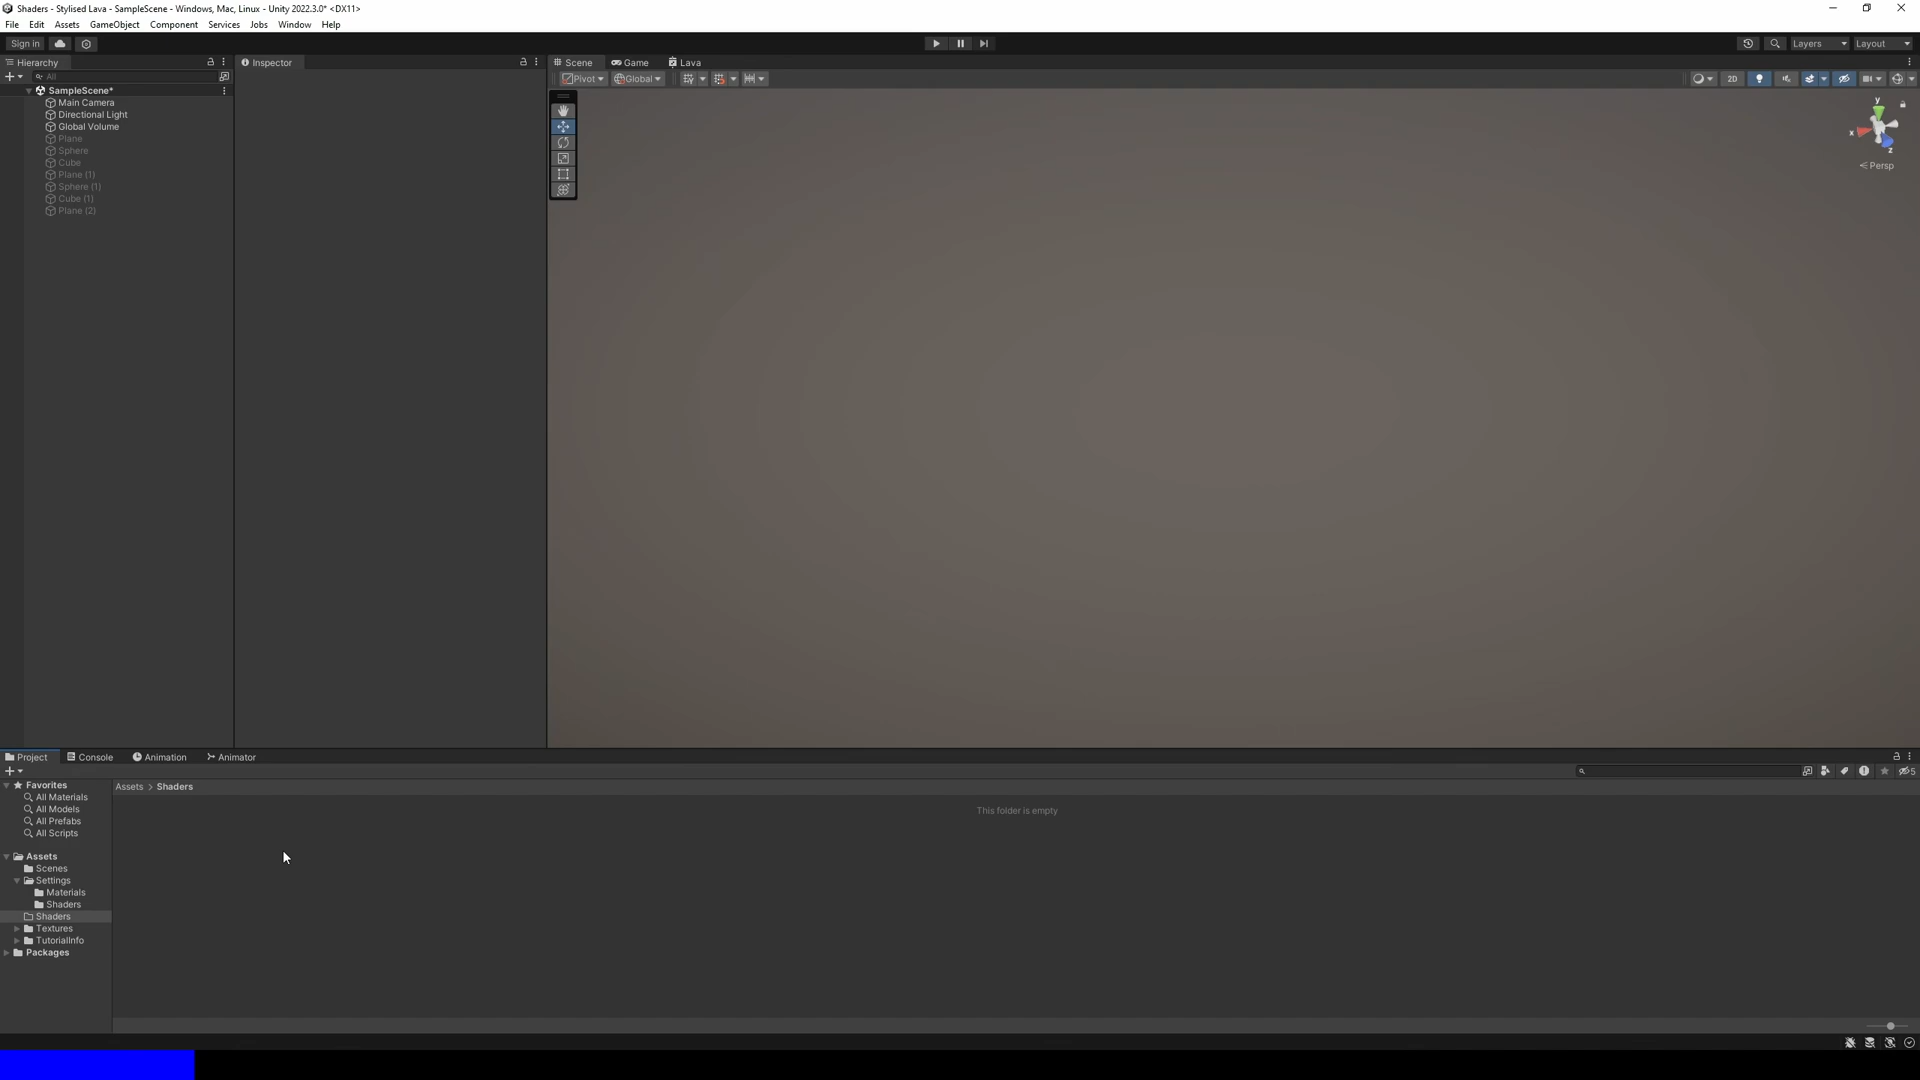 Shaders - Stylised Lava - SampleScene - Windows, Mac, Linux - Unity 2022.3.0* <DX11>
File Edit Assets GameObject Component Services Jobs Window Help
Sign in Layers Layout
Hierarchy Inspector Scene Game Lava
All Pivot Global 2D
SampleScene*
Main Camera
Directional Light
Global Volume
Plane
Sphere
Cube
Plane (1)
Sphere (1)
Cube (1)
Plane (2)
y
x
z
< Persp
Project Console Animation Animator
5
Favorites
All Materials
All Models
All Prefabs
All Scripts
Assets
Scenes
Settings
Materials
Shaders
Shaders
Textures
TutorialInfo
Packages
Assets > Shaders
This folder is empty